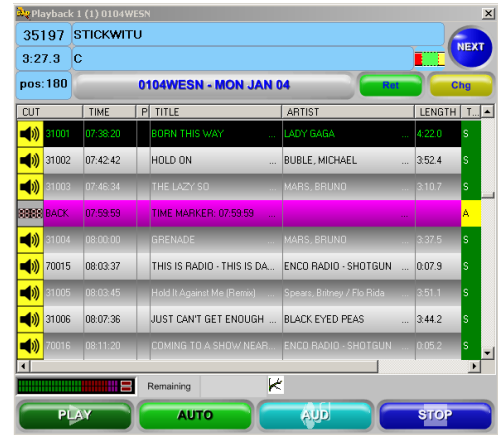 Playback 1 (1) 0104WESN
35197 STICKWITU
3:27.3 C
NEXT
pos: 180 0104WESN - MON JAN 04 Ret Chg
CUT TIME P TITLE ARTIST LENGTH T...
31001 07:38:20 BORN THIS WAY ... LADY GAGA ... 4:22.0 S
31002 07:42:42 HOLD ON ... BUBLE, MICHAEL ... 3:52.4 S
31003 07:46:34 THE LAZY SO ... MARS, BRUNO ... 3:10.7 S
BACK 07:59:59 TIME MARKER: 07:59:59 ... ... A
31004 08:00:00 GRENADE ... MARS, BRUNO ... 3:37.5 S
70015 08:03:37 THIS IS RADIO - THIS IS DA... ENCO RADIO - SHOTGUN ... 0:07.9 S
31005 08:03:45 Hold It Against Me (Remix) ... Spears, Britney / Flo Rida ... 3:51.1 S
31006 08:07:36 JUST CAN'T GET ENOUGH ... BLACK EYED PEAS ... 3:44.2 S
70016 08:11:20 COMING TO A SHOW NEAR... ENCO RADIO - SHOTGUN ... 0:05.2 S
Remaining
PLAY AUTO AUD STOP